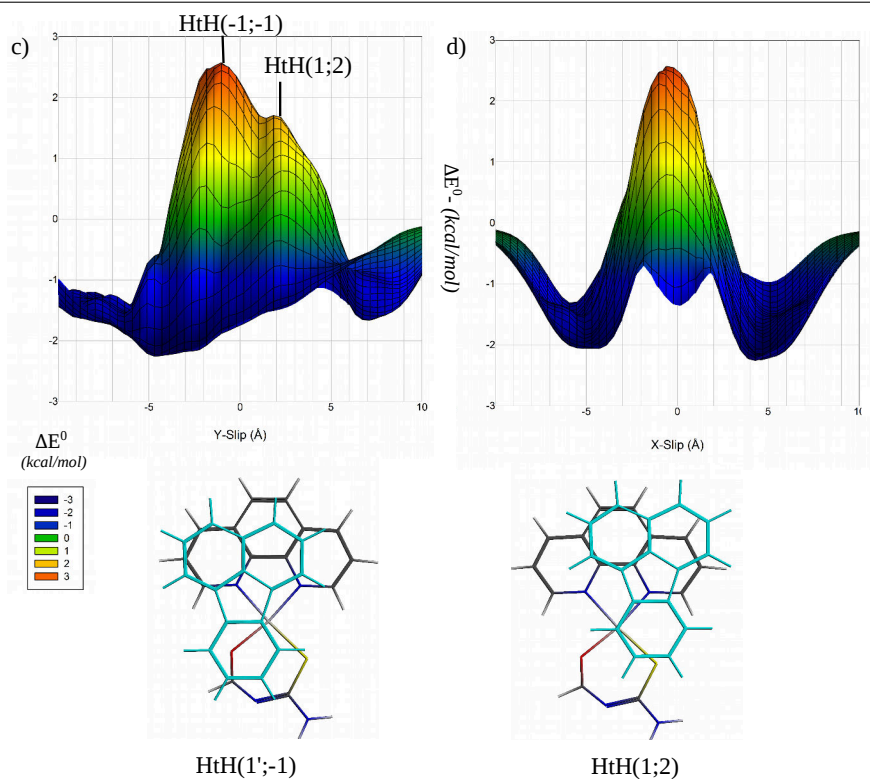 HtH(-1;-1)
c)
HtH(1;2)
d)
3
2
1
0
-1
-2
-3
-5
0
5
10
Y-Slip (Å)
ΔE⁰- (kcal/mol)
3
2
1
0
-1
-2
-3
-5
0
5
10
X-Slip (Å)
ΔE⁰
(kcal/mol)
-3
-2
-1
0
1
2
3
HtH(1';-1)
HtH(1;2)